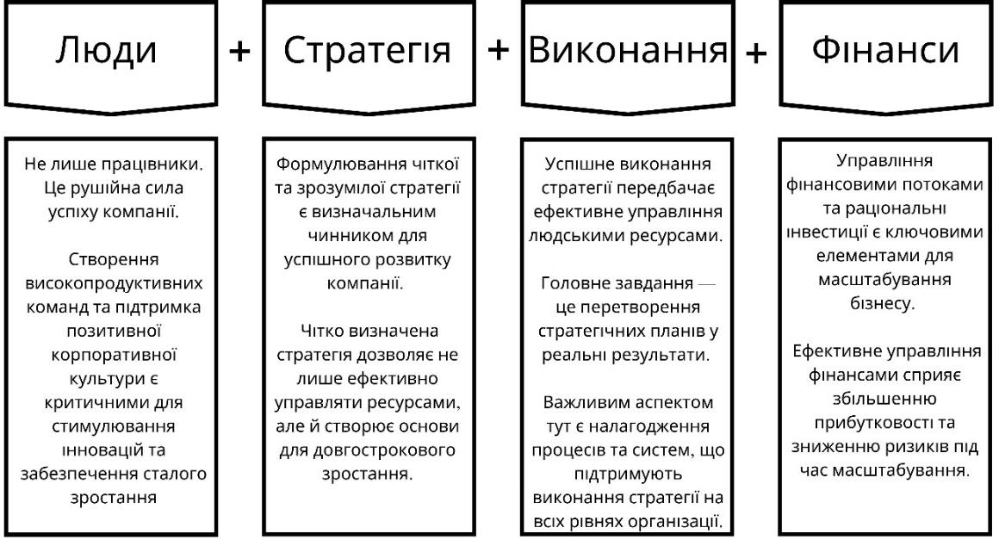 Люди + Стратегія + Виконання + Фінанси
Не лише працівники.
Це рушійна сила
успіху компанії.
Створення
високопродуктивних
команд та підтримка
позитивної
корпоративної
культури є
критичними для
стимулювання
інновацій та
забезпечення сталого
зростання
Формулювання чіткої
та зрозумілої стратегії
є визначальним
чинником для
успішного розвитку
компанії.
Чітко визначена
стратегія дозволяє не
лише ефективно
управляти ресурсами,
але й створює основи
для довгострокового
зростання.
Успішне виконання
стратегії передбачає
ефективне управління
людськими ресурсами.
Головне завдання —
це перетворення
стратегічних планів у
реальні результати.
Важливим аспектом
тут є налагодження
процесів та систем, що
підтримують
виконання стратегії на
всіх рівнях організації.
Управління
фінансовими потоками
та раціональні
інвестиції є ключовими
елементами для
масштабування
бізнесу.
Ефективне управління
фінансами сприяє
збільшенню
прибутковості та
зниженню ризиків під
час масштабування.